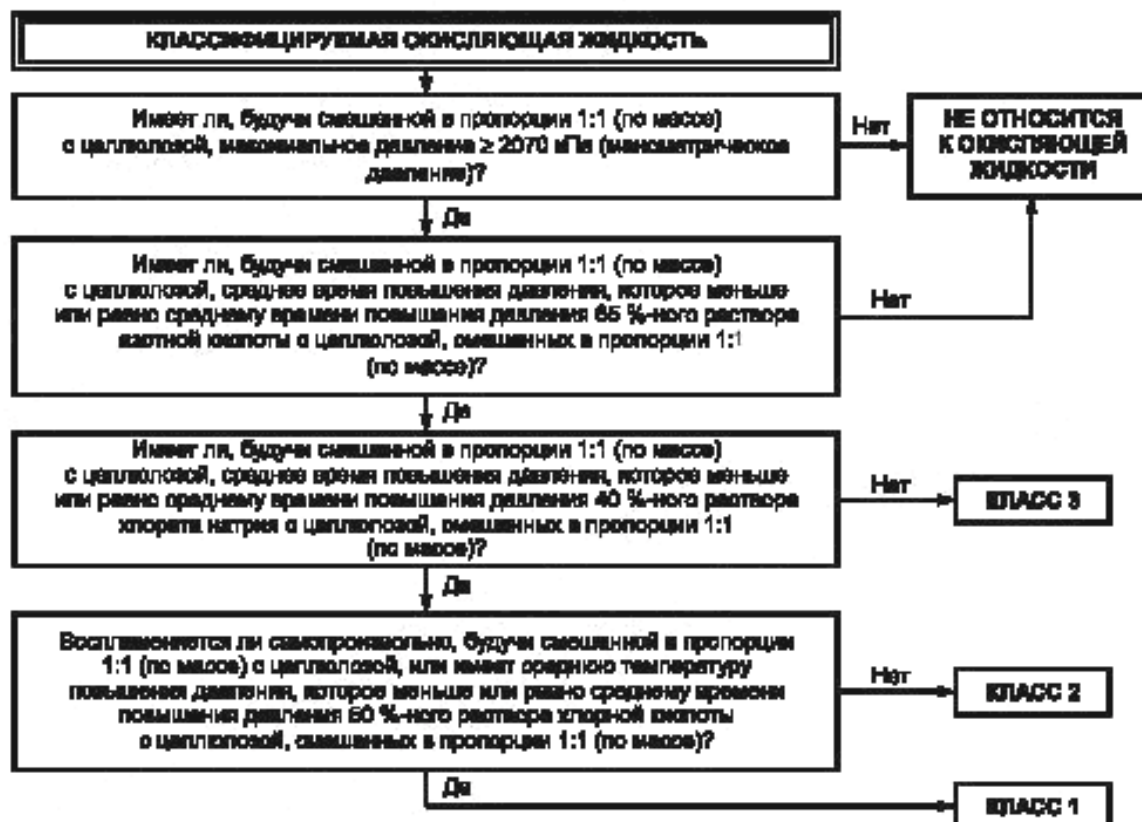 КЛАССИФИЦИРУЕМАЯ ОКИСЛЯЮЩАЯ ЖИДКОСТЬ
Имеет ли, будучи смешанной в пропорции 1:1 (по массе)
с целлюлозой, максимальное давление ≥ 2070 кПа (манометрическое
давление)?
Нет
НЕ ОТНОСИТСЯ
К ОКИСЛЯЮЩЕЙ
ЖИДКОСТИ
Да
Имеет ли, будучи смешанной в пропорции 1:1 (по массе)
с целлюлозой, среднее время повышения давления, которое меньше
или равно среднему времени повышания давления 65 %-ного раствора
азотной кислоты с целлюлозой, смешанных в пропорции 1:1
(по массе)?
Нет
Да
Имеет ли, будучи смешанной в пропорции 1:1 (по массе)
с целлюлозой, среднее время повышения давления, которое меньше
или равно среднему времени повышания давления 40 %-ного раствора
хлората натрия с целлюлозой, смешанных в пропорции 1:1
(по массе)?
Нет
КЛАСС 3
Да
Воспламеняется ли самопроизвольно, будучи смешанной в пропорции
1:1 (по массе) с целлюлозой, или имеет среднюю температуру
повышения давления, которое меньше или равно среднему времени
повышания давления 50 %-ного раствора хлорной кислоты
с целлюлозой, смешанных в пропорции 1:1 (по массе)?
Нет
КЛАСС 2
Да
КЛАСС 1